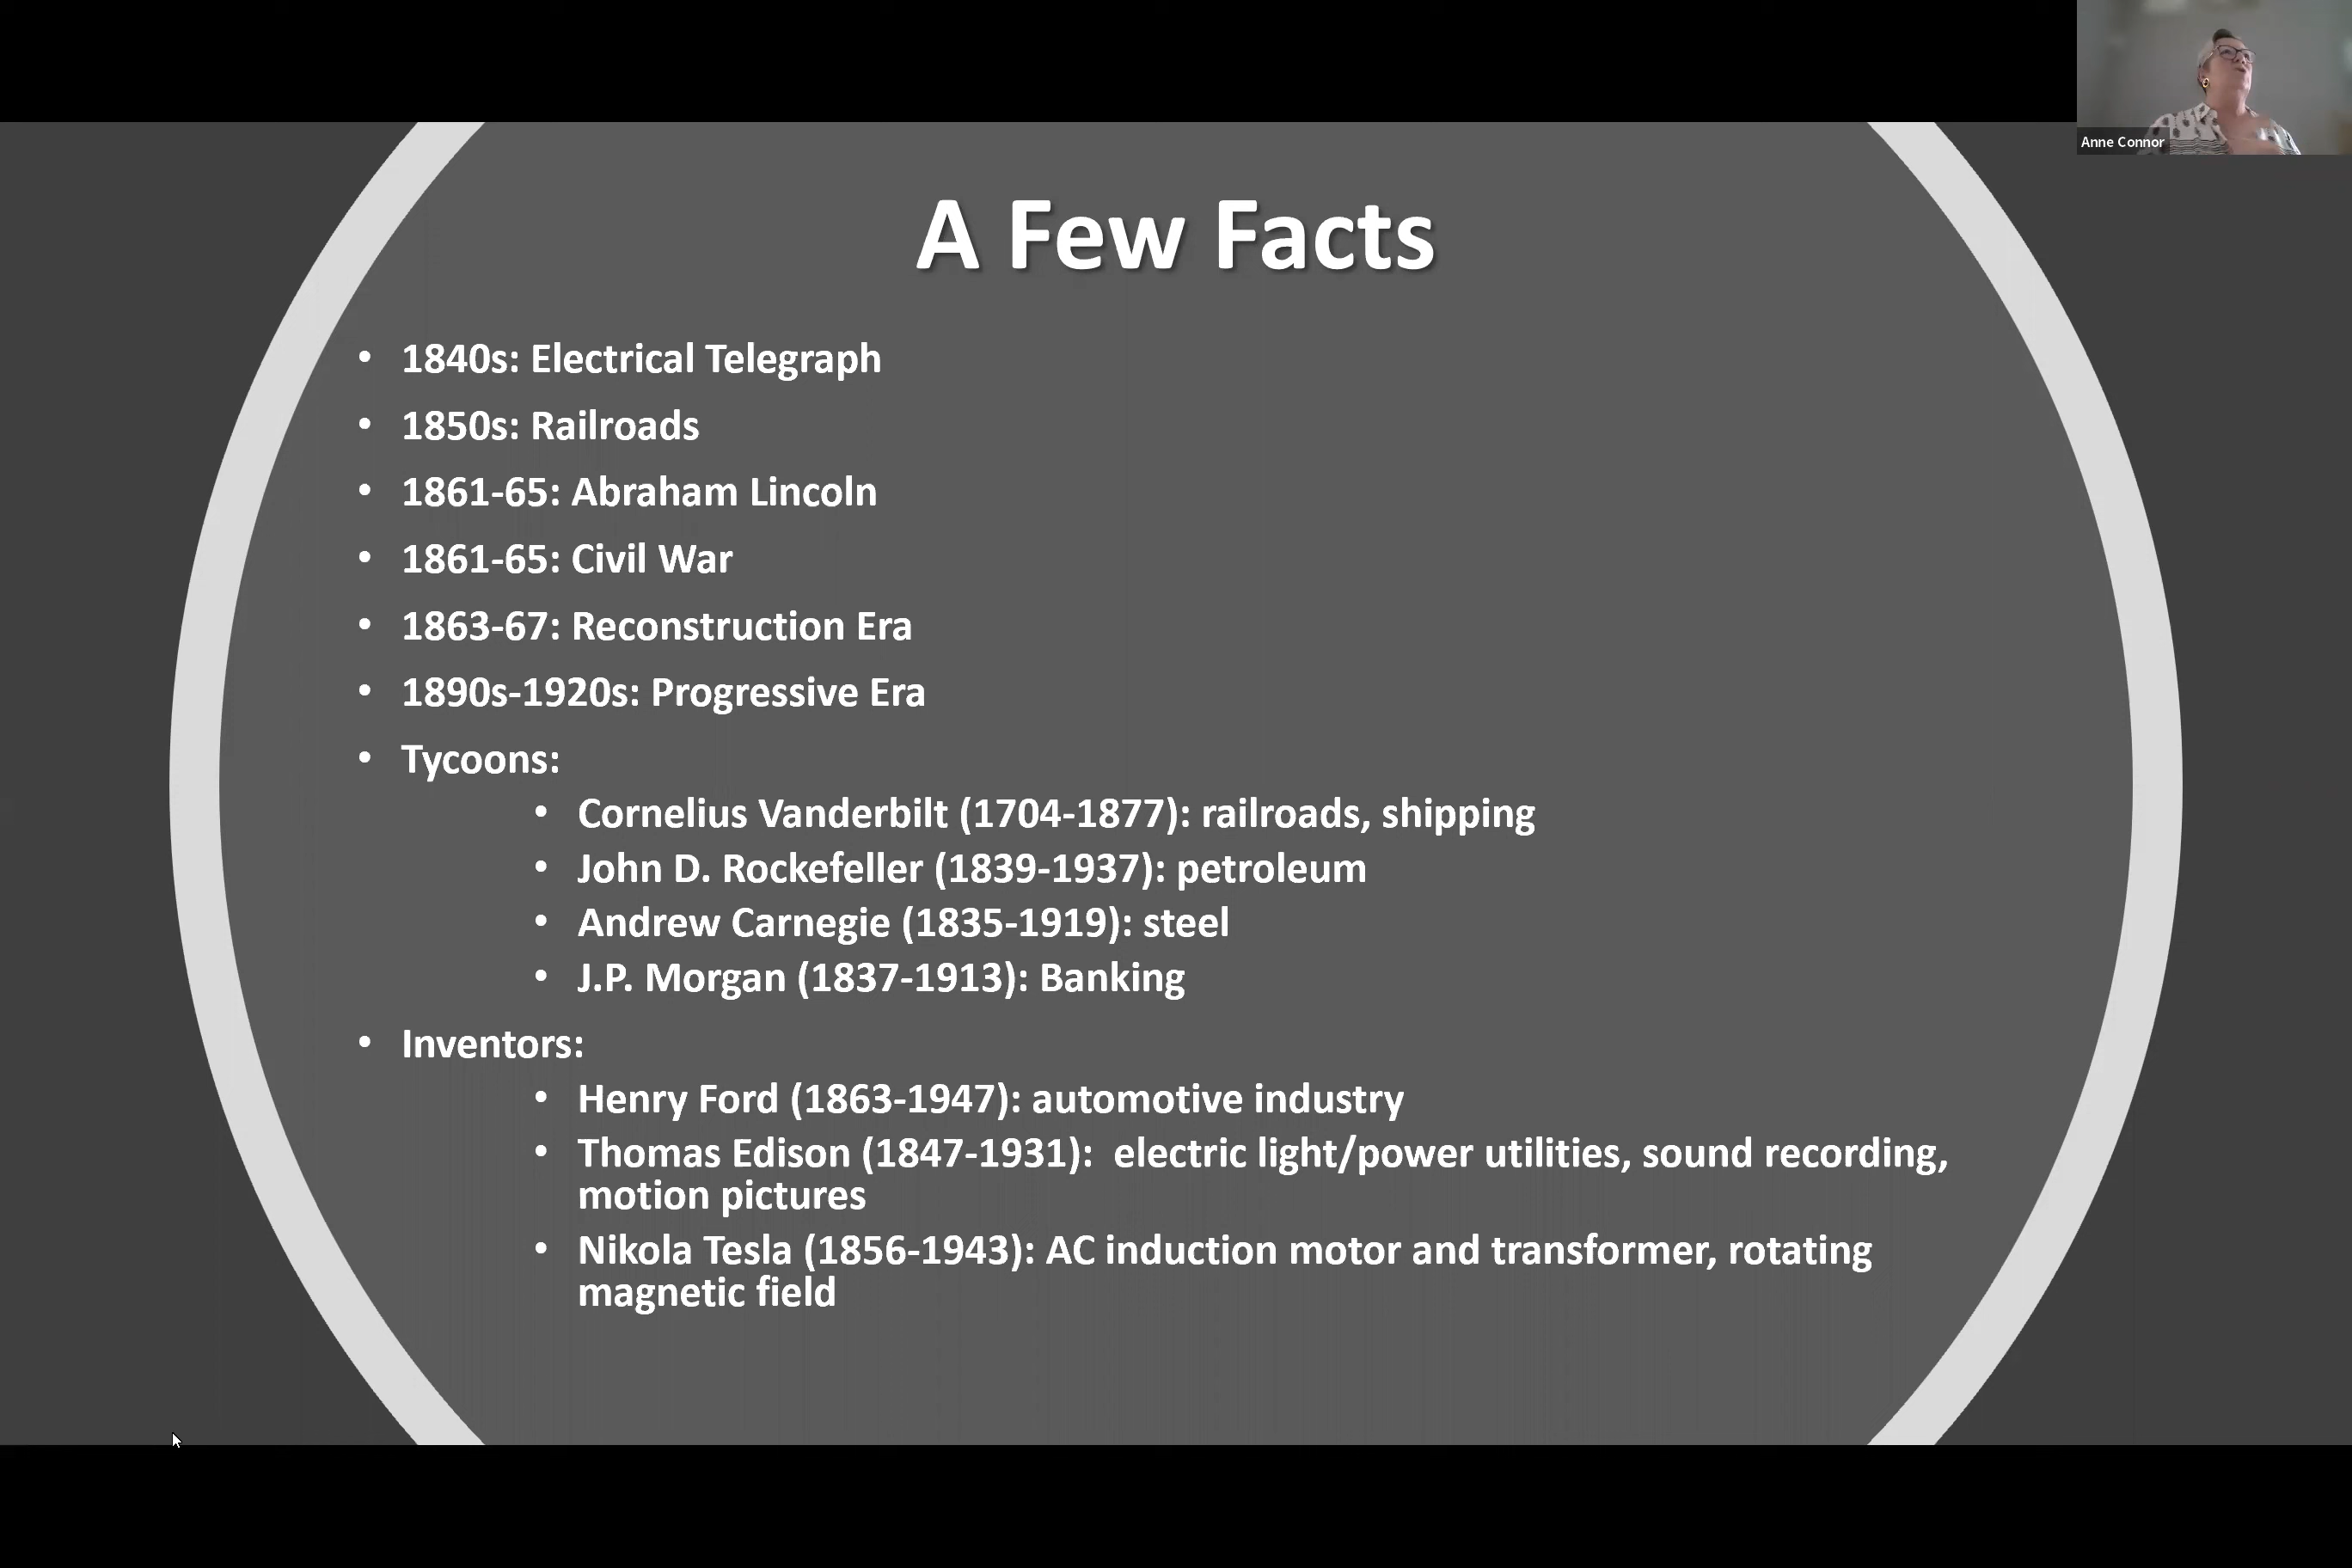 Anne Connor
A Few Facts
• 1840s: Electrical Telegraph
• 1850s: Railroads
• 1861-65: Abraham Lincoln
• 1861-65: Civil War
• 1863-67: Reconstruction Era
• 1890s-1920s: Progressive Era
• Tycoons:
• Cornelius Vanderbilt (1704-1877): railroads, shipping
• John D. Rockefeller (1839-1937): petroleum
• Andrew Carnegie (1835-1919): steel
• J.P. Morgan (1837-1913): Banking
• Inventors:
• Henry Ford (1863-1947): automotive industry
• Thomas Edison (1847-1931):  electric light/power utilities, sound recording,
motion pictures
• Nikola Tesla (1856-1943): AC induction motor and transformer, rotating
magnetic field